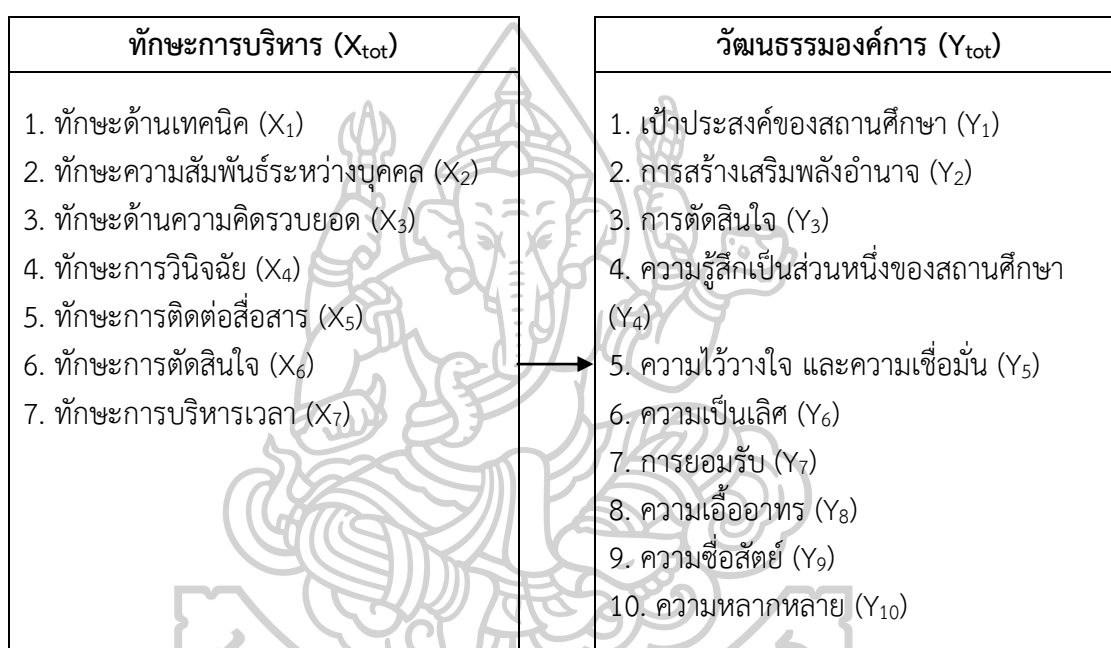 ทักษะการบริหาร (Xtot)
1. ทักษะด้านเทคนิค (X1)
2. ทักษะความสัมพันธ์ระหว่างบุคคล (X2)
3. ทักษะด้านความคิดรวบยอด (X3)
4. ทักษะการวินิจฉัย (X4)
5. ทักษะการติดต่อสื่อสาร (X5)
6. ทักษะการตัดสินใจ (X6)
7. ทักษะการบริหารเวลา (X7)
วัฒนธรรมองค์การ (Ytot)
1. เป้าประสงค์ของสถานศึกษา (Y1)
2. การสร้างเสริมพลังอำนาจ (Y2)
3. การตัดสินใจ (Y3)
4. ความรู้สึกเป็นส่วนหนึ่งของสถานศึกษา
(Y4)
5. ความไว้วางใจ และความเชื่อมั่น (Y5)
6. ความเป็นเลิศ (Y6)
7. การยอมรับ (Y7)
8. ความเอื้ออาทร (Y8)
9. ความซื่อสัตย์ (Y9)
10. ความหลากหลาย (Y10)